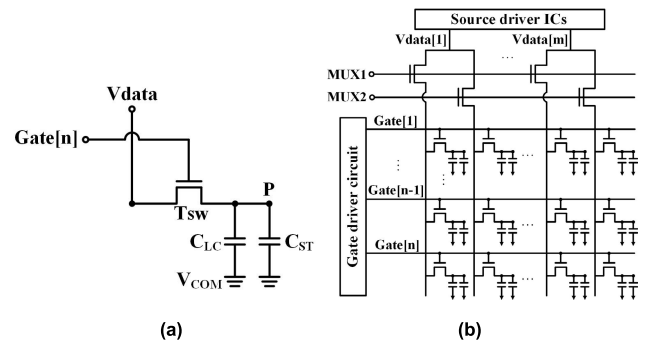 Vdata
Gate[n]
Tsw
P
CLC
CST
VCOM
(a)
Source driver ICs
Vdata[1]
Vdata[m]
...
MUX1
MUX2
Gate driver circuit
Gate[1]
...
Gate[n-1]
...
Gate[n]
...
(b)